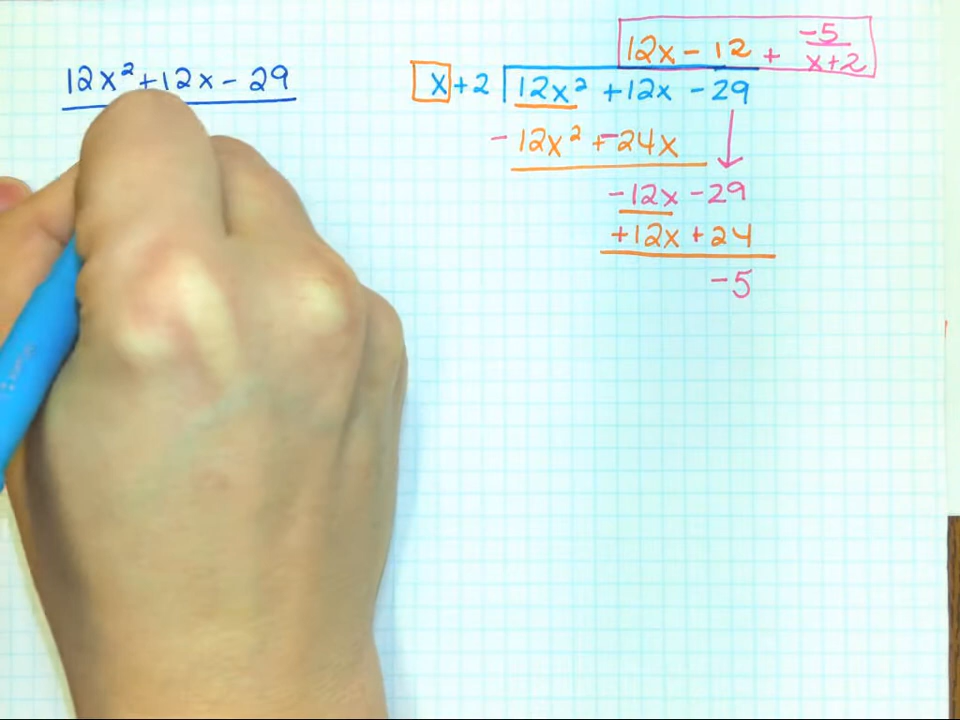 12x² + 12x − 29
12x − 12 + −5/x+2
x + 2 12x² + 12x − 29
− 12x² + − 24x
− 12x − 29
+ 12x + 24
− 5